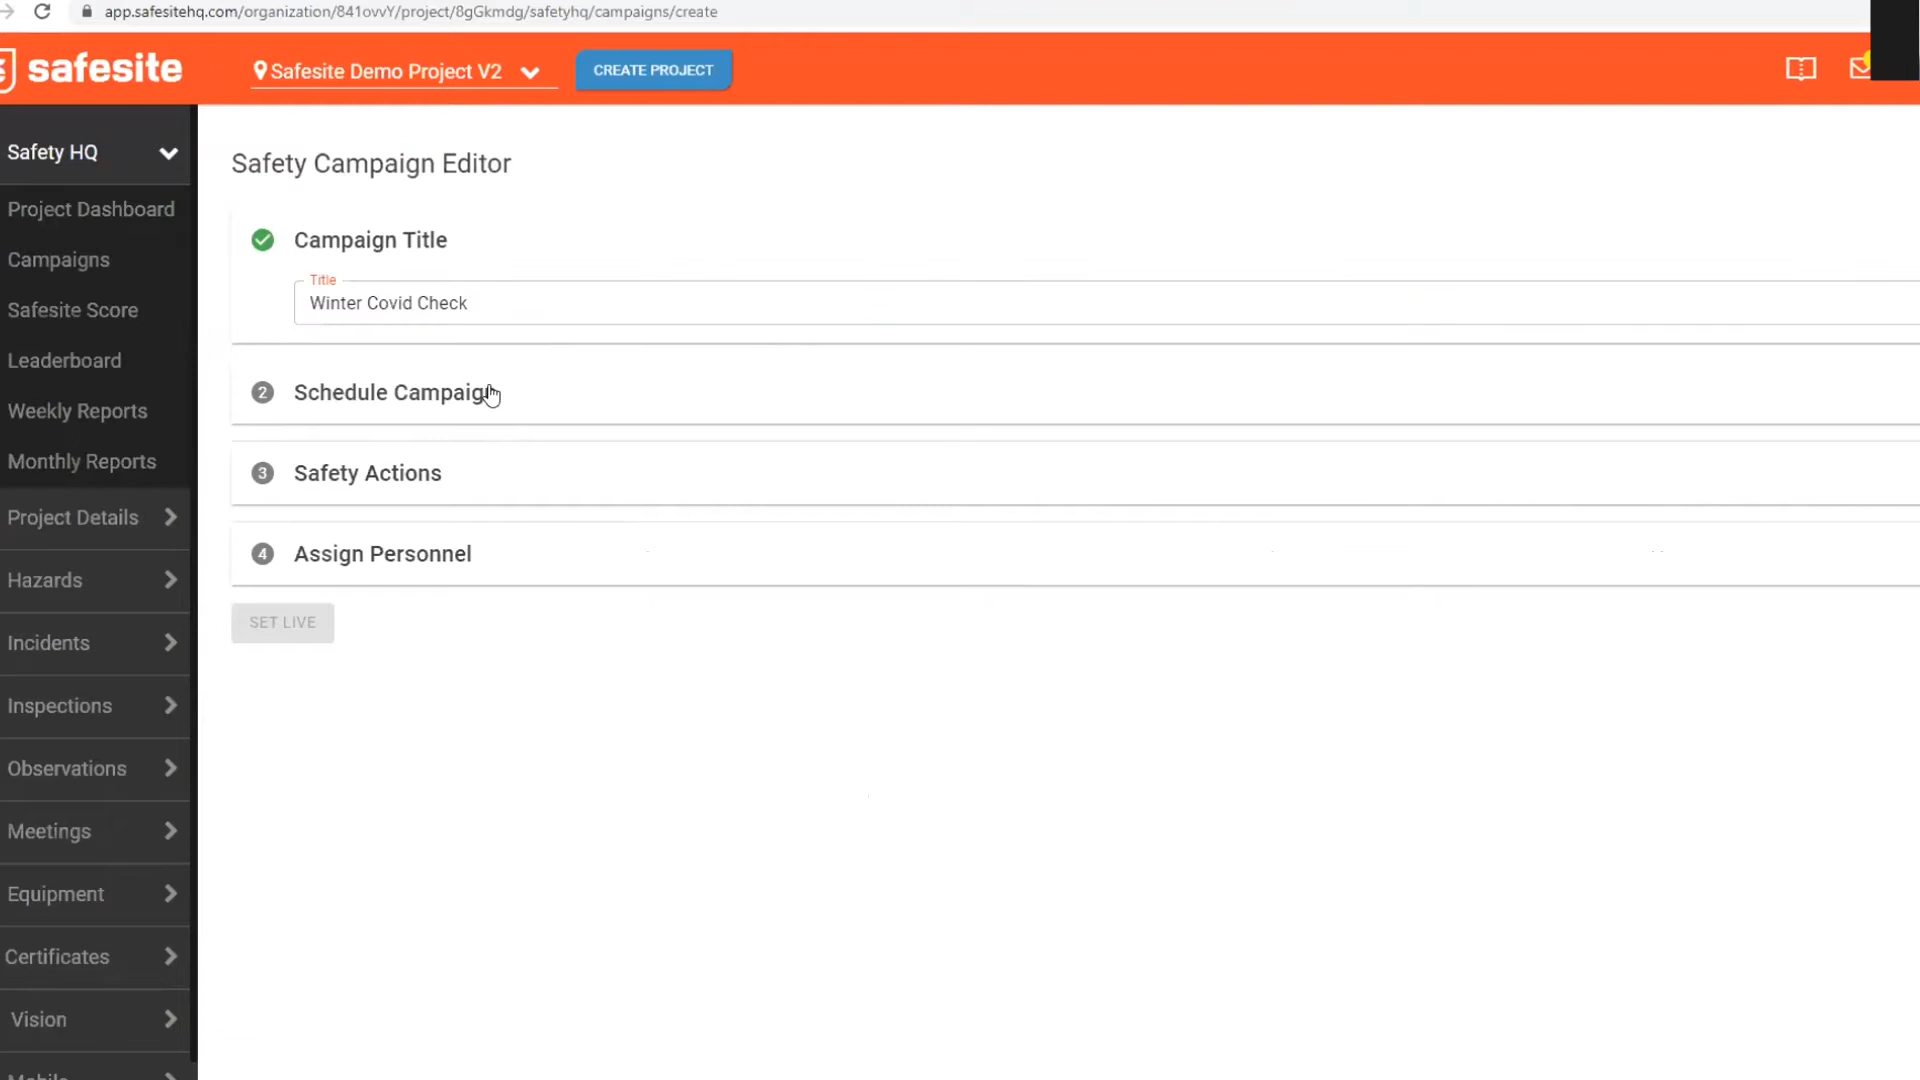 app.safesitehq.com/organization/841ovvY/project/8gGkmdg/safetyhq/campaigns/create
safesite
Safesite Demo Project V2
CREATE PROJECT
Safety HQ
Project Dashboard
Campaigns
Safesite Score
Leaderboard
Weekly Reports
Monthly Reports
Project Details
Hazards
Incidents
Inspections
Observations
Meetings
Equipment
Certificates
Vision
Mobile
Safety Campaign Editor
Campaign Title
Title
Winter Covid Check
2 Schedule Campaign
3 Safety Actions
4 Assign Personnel
SET LIVE